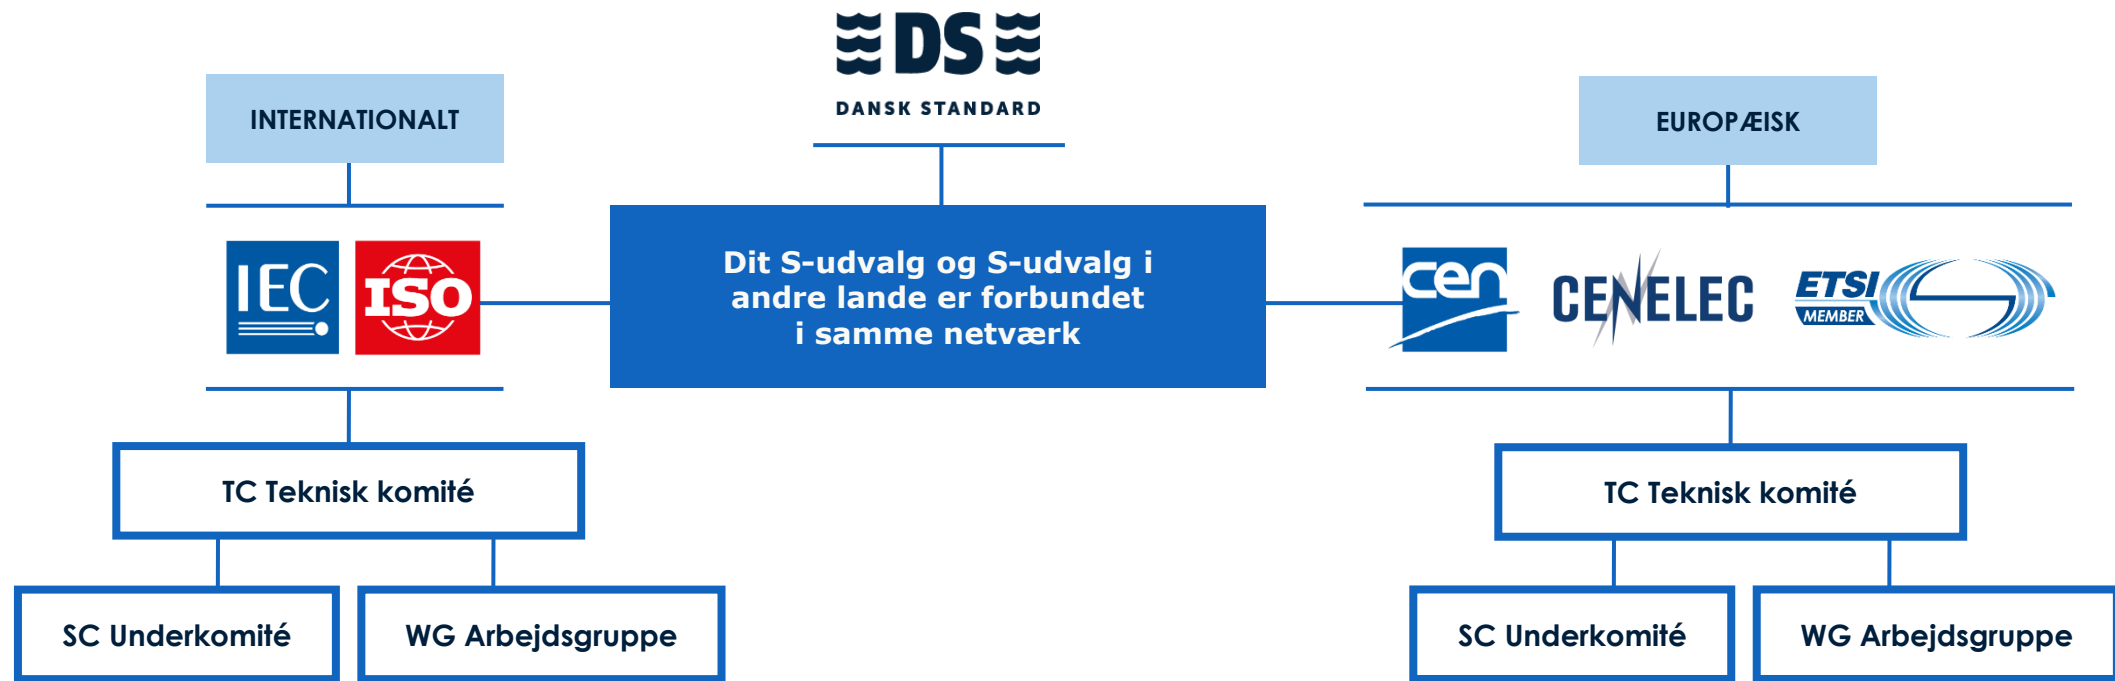 DS
DANSK STANDARD
INTERNATIONALT
EUROPÆISK
IEC
ISO
Dit S-udvalg og S-udvalg i
andre lande er forbundet
i samme netværk
cen
CENELEC
ETSI
MEMBER
TC Teknisk komité
TC Teknisk komité
SC Underkomité
WG Arbejdsgruppe
SC Underkomité
WG Arbejdsgruppe